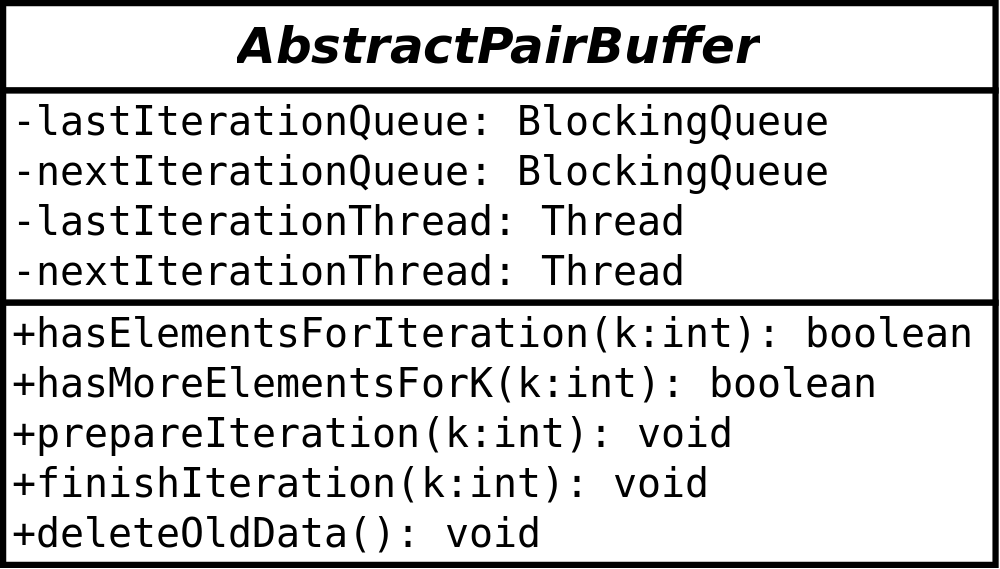 AbstractPairBuffer
-lastIterationQueue: BlockingQueue
-nextIterationQueue: BlockingQueue
-lastIterationThread: Thread
-nextIterationThread: Thread
+hasElementsForIteration(k:int): boolean
+hasMoreElementsForK(k:int): boolean
+prepareIteration(k:int): void
+finishIteration(k:int): void
+deleteOldData(): void